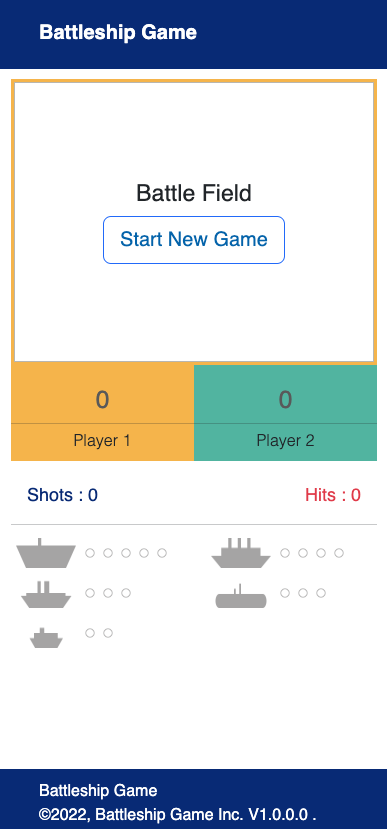 Battleship Game
Battle Field
Start New Game
0 0
Player 1 Player 2
Shots : 0 Hits : 0
Battleship Game
©2022, Battleship Game Inc. V1.0.0.0 .